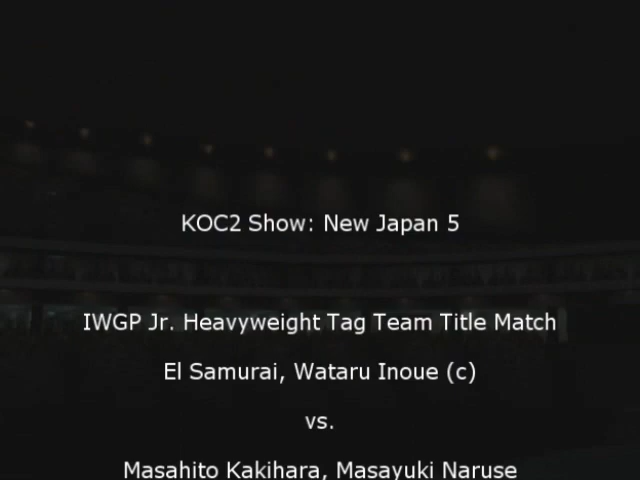 KOC2 Show: New Japan 5
IWGP Jr. Heavyweight Tag Team Title Match
El Samurai, Wataru Inoue (c)
vs.
Masahito Kakihara, Masayuki Naruse